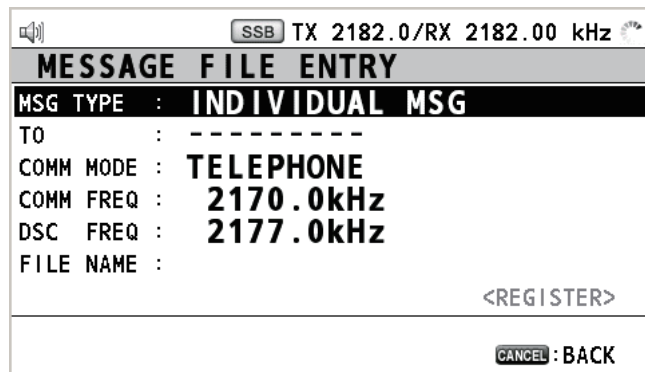 SSB TX 2182.0/RX 2182.00 kHz
MESSAGE FILE ENTRY
MSG TYPE : INDIVIDUAL MSG
TO : ---------
COMM MODE : TELEPHONE
COMM FREQ : 2170.0kHz
DSC FREQ : 2177.0kHz
FILE NAME :
<REGISTER>
CANCEL : BACK